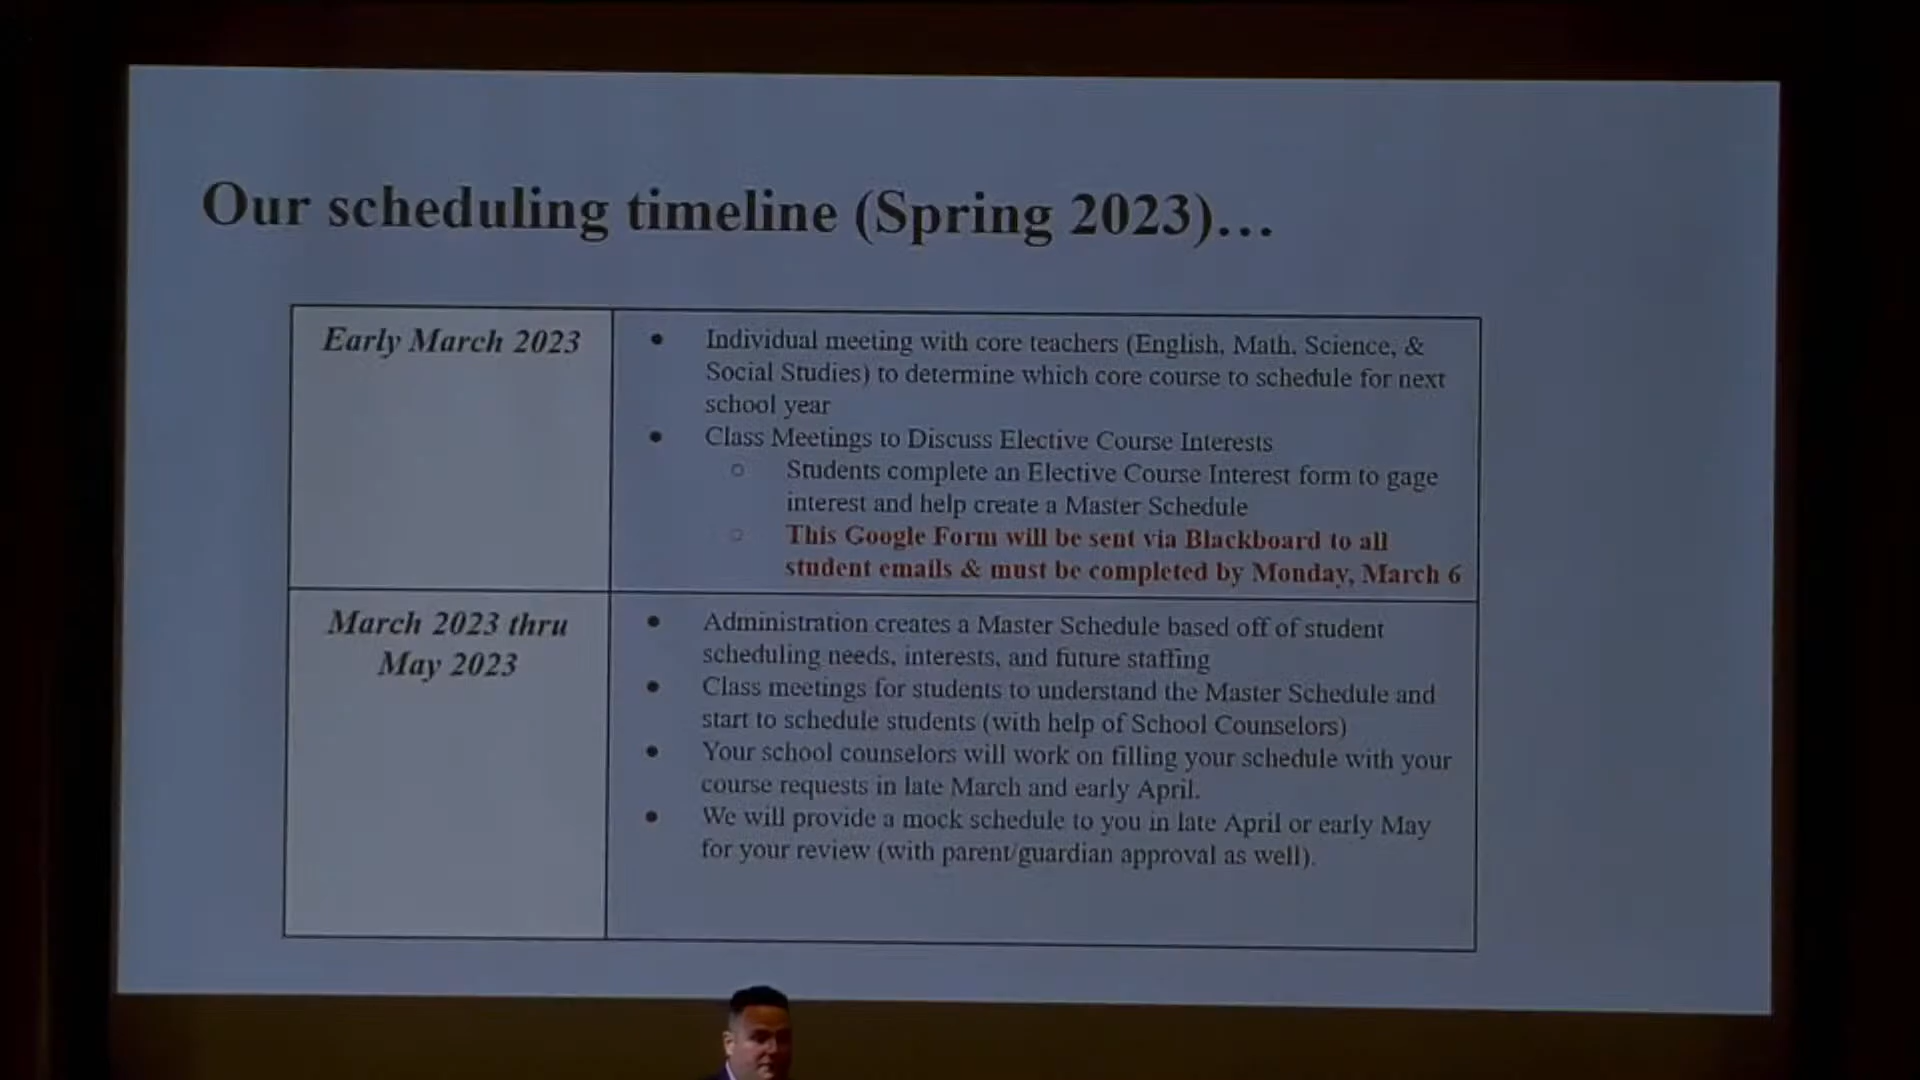 Our scheduling timeline (Spring 2023)...
Early March 2023
● Individual meeting with core teachers (English, Math, Science, &
Social Studies) to determine which core course to schedule for next
school year
● Class Meetings to Discuss Elective Course Interests
○ Students complete an Elective Course Interest form to gage
interest and help create a Master Schedule
○ This Google Form will be sent via Blackboard to all
student emails & must be completed by Monday, March 6
March 2023 thru
May 2023
● Administration creates a Master Schedule based off of student
scheduling needs, interests, and future staffing
● Class meetings for students to understand the Master Schedule and
start to schedule students (with help of School Counselors)
● Your school counselors will work on filling your schedule with your
course requests in late March and early April.
● We will provide a mock schedule to you in late April or early May
for your review (with parent/guardian approval as well).